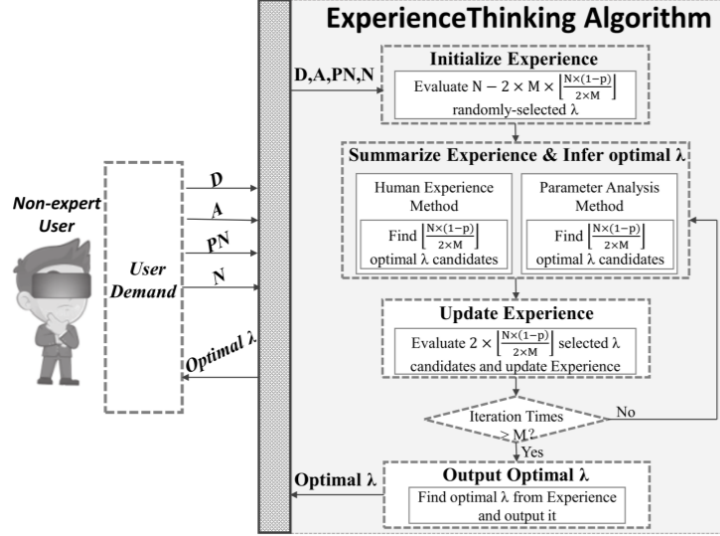 ExperienceThinking Algorithm
D,A,PN,N
Initialize Experience
Evaluate N − 2 × M × ⌊N×(1−p)/2×M⌋
randomly-selected λ
Summarize Experience & Infer optimal λ
Human Experience
Method
Find ⌊N×(1−p)/2×M⌋
optimal λ candidates
Parameter Analysis
Method
Find ⌊N×(1−p)/2×M⌋
optimal λ candidates
Update Experience
Evaluate 2 × ⌊N×(1−p)/2×M⌋ selected λ
candidates and update Experience
Iteration Times
> M?
No
Yes
Output Optimal λ
Find optimal λ from Experience
and output it
Optimal λ
Non-expert
User
User
Demand
D
A
PN
N
Optimal λ